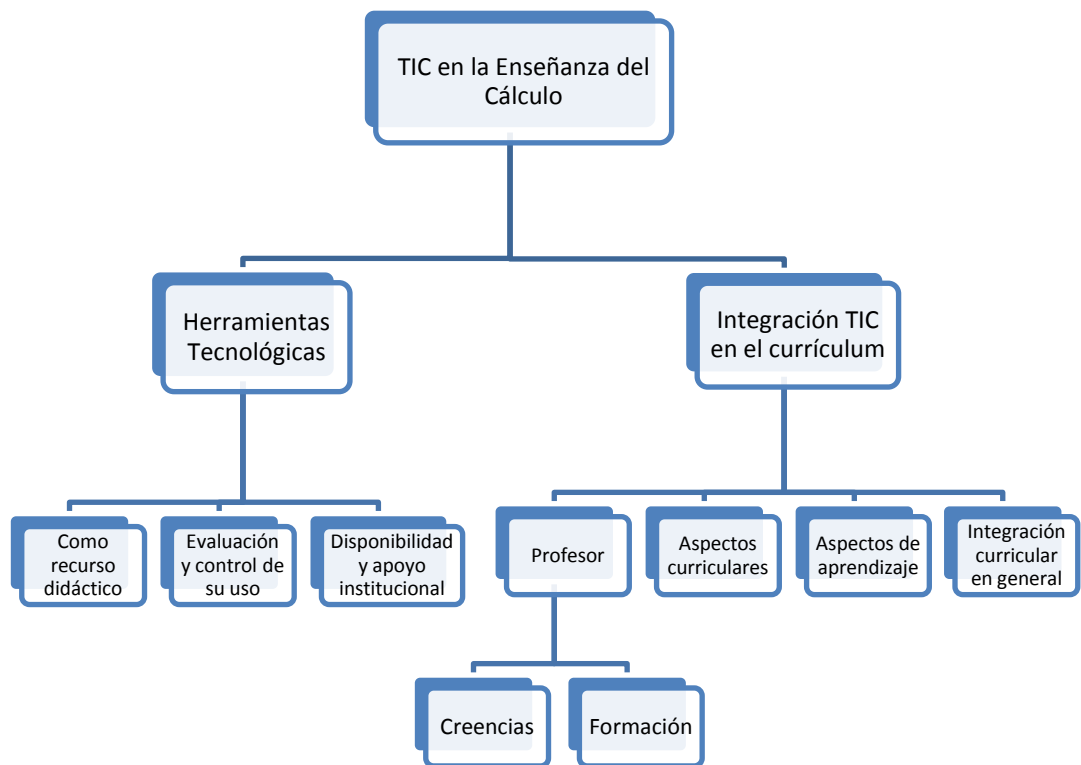 TIC en la Enseñanza del
Cálculo
Herramientas
Tecnológicas
Integración TIC
en el currículum
Como
recurso
didáctico
Evaluación
y control de
su uso
Disponibilidad
y apoyo
institucional
Profesor
Aspectos
curriculares
Aspectos de
aprendizaje
Integración
curricular
en general
Creencias
Formación